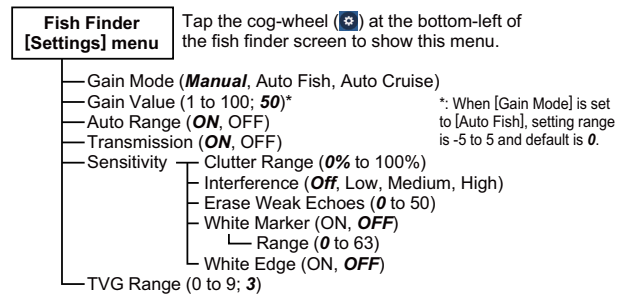 Fish Finder
[Settings] menu
Tap the cog-wheel () at the bottom-left of
the fish finder screen to show this menu.
Gain Mode (Manual, Auto Fish, Auto Cruise)
Gain Value (1 to 100; 50)*
*: When [Gain Mode] is set
to [Auto Fish], setting range
is -5 to 5 and default is 0.
Auto Range (ON, OFF)
Transmission (ON, OFF)
Sensitivity
Clutter Range (0% to 100%)
Interference (Off, Low, Medium, High)
Erase Weak Echoes (0 to 50)
White Marker (ON, OFF)
Range (0 to 63)
White Edge (ON, OFF)
TVG Range (0 to 9; 3)